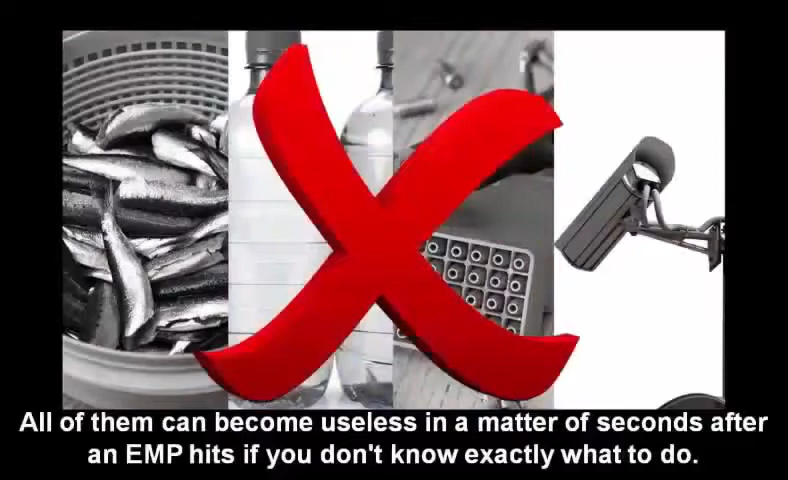 All of them can become useless in a matter of seconds after
an EMP hits if you don't know exactly what to do.